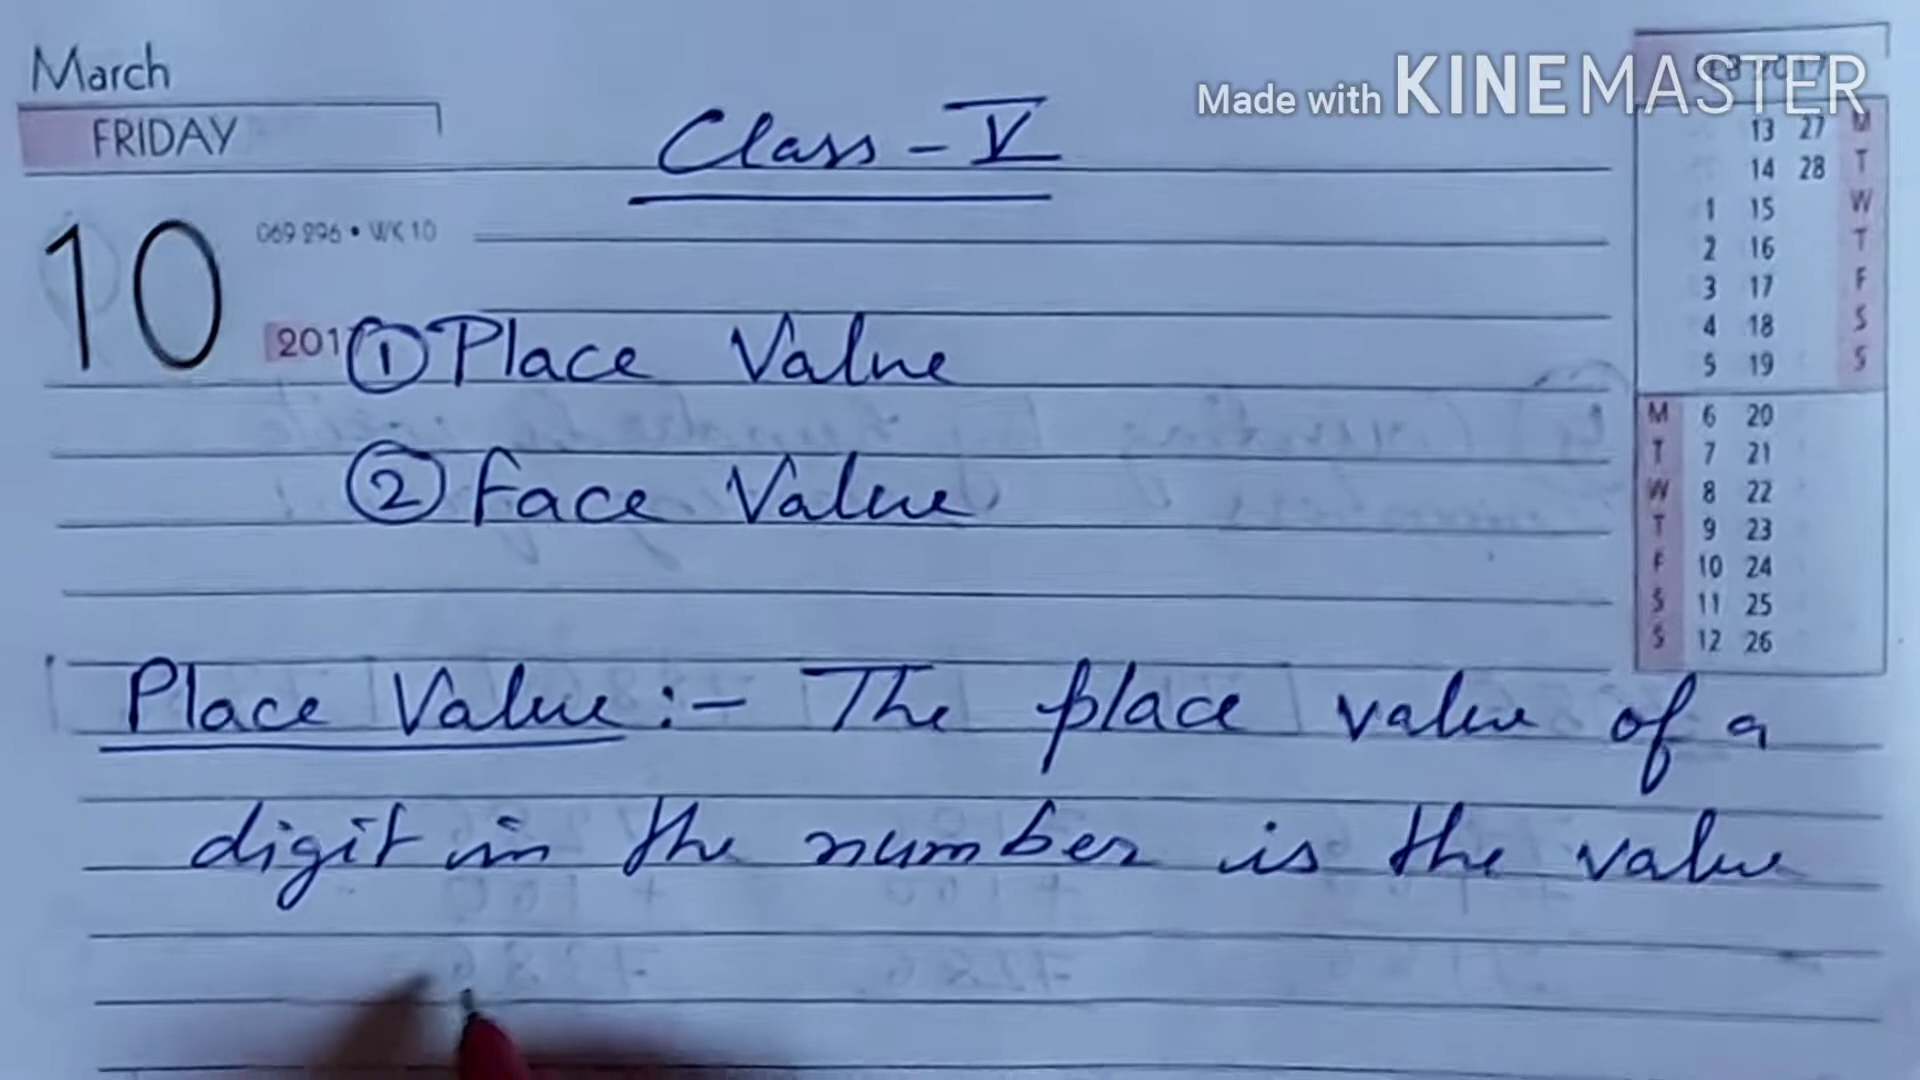 March
Made with KINEMASTER
FRIDAY
Class - V
10
069 296 • WK 10
201
① Place Value
② Face Value
13 27 M
14 28 T
1 15 W
2 16 T
3 17 F
4 18 S
5 19 S
M 6 20
T 7 21
W 8 22
T 9 23
F 10 24
S 11 25
S 12 26
Place Value :- The place value of a
digit in the number is the value